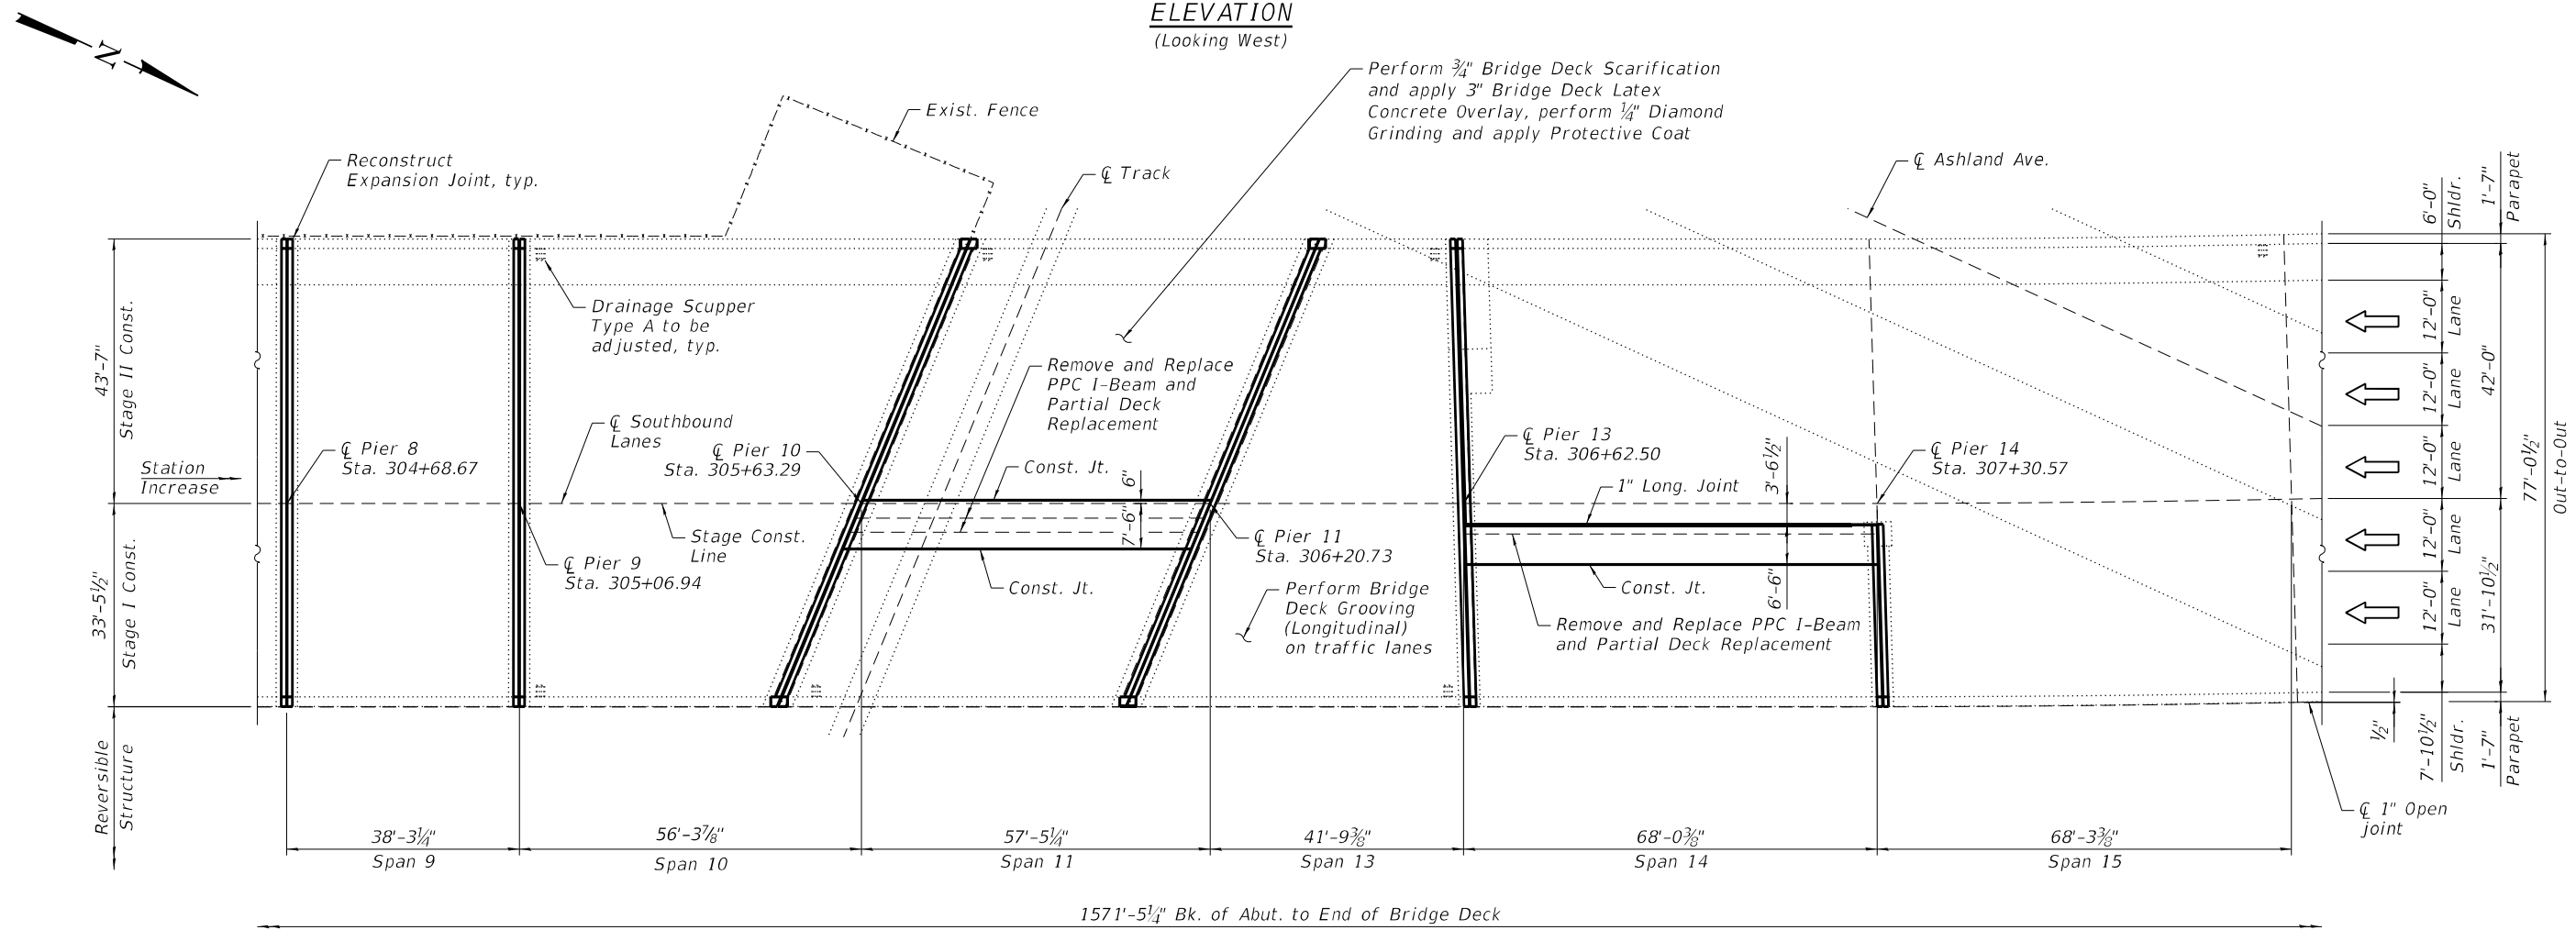 ELEVATION
(Looking West)
N
Perform ¾" Bridge Deck Scarification
and apply 3" Bridge Deck Latex
Concrete Overlay, perform ¼" Diamond
Grinding and apply Protective Coat
Exist. Fence
Reconstruct
Expansion Joint, typ.
℄ Track
℄ Ashland Ave.
6'-0"
Shldr.
1'-7"
Parapet
Drainage Scupper
Type A to be
adjusted, typ.
Remove and Replace
PPC I-Beam and
Partial Deck
Replacement
43'-7"
Stage II Const.
12'-0"
Lane
12'-0"
Lane
12'-0"
Lane
12'-0"
Lane
12'-0"
Lane
42'-0"
31'-10½"
77'-0½"
Out-to-Out
℄ Southbound
Lanes
℄ Pier 8
Sta. 304+68.67
℄ Pier 10
Sta. 305+63.29
Const. Jt.
6"
7'-6"
℄ Pier 13
Sta. 306+62.50
1" Long. Joint
3'-6½"
℄ Pier 14
Sta. 307+30.57
Station
Increase
Stage Const.
Line
℄ Pier 9
Sta. 305+06.94
℄ Pier 11
Sta. 306+20.73
Const. Jt.
Perform Bridge
Deck Grooving
(Longitudinal)
on traffic lanes
6'-6"
Const. Jt.
Remove and Replace PPC I-Beam
and Partial Deck Replacement
33'-5½"
Stage I Const.
Reversible
Structure
½"
7'-10½"
Shldr.
1'-7"
Parapet
℄ 1" Open
joint
38'-3¼"
Span 9
56'-3⅞"
Span 10
57'-5¼"
Span 11
41'-9⅜"
Span 13
68'-0⅜"
Span 14
68'-3⅜"
Span 15
1571'-5¼" Bk. of Abut. to End of Bridge Deck